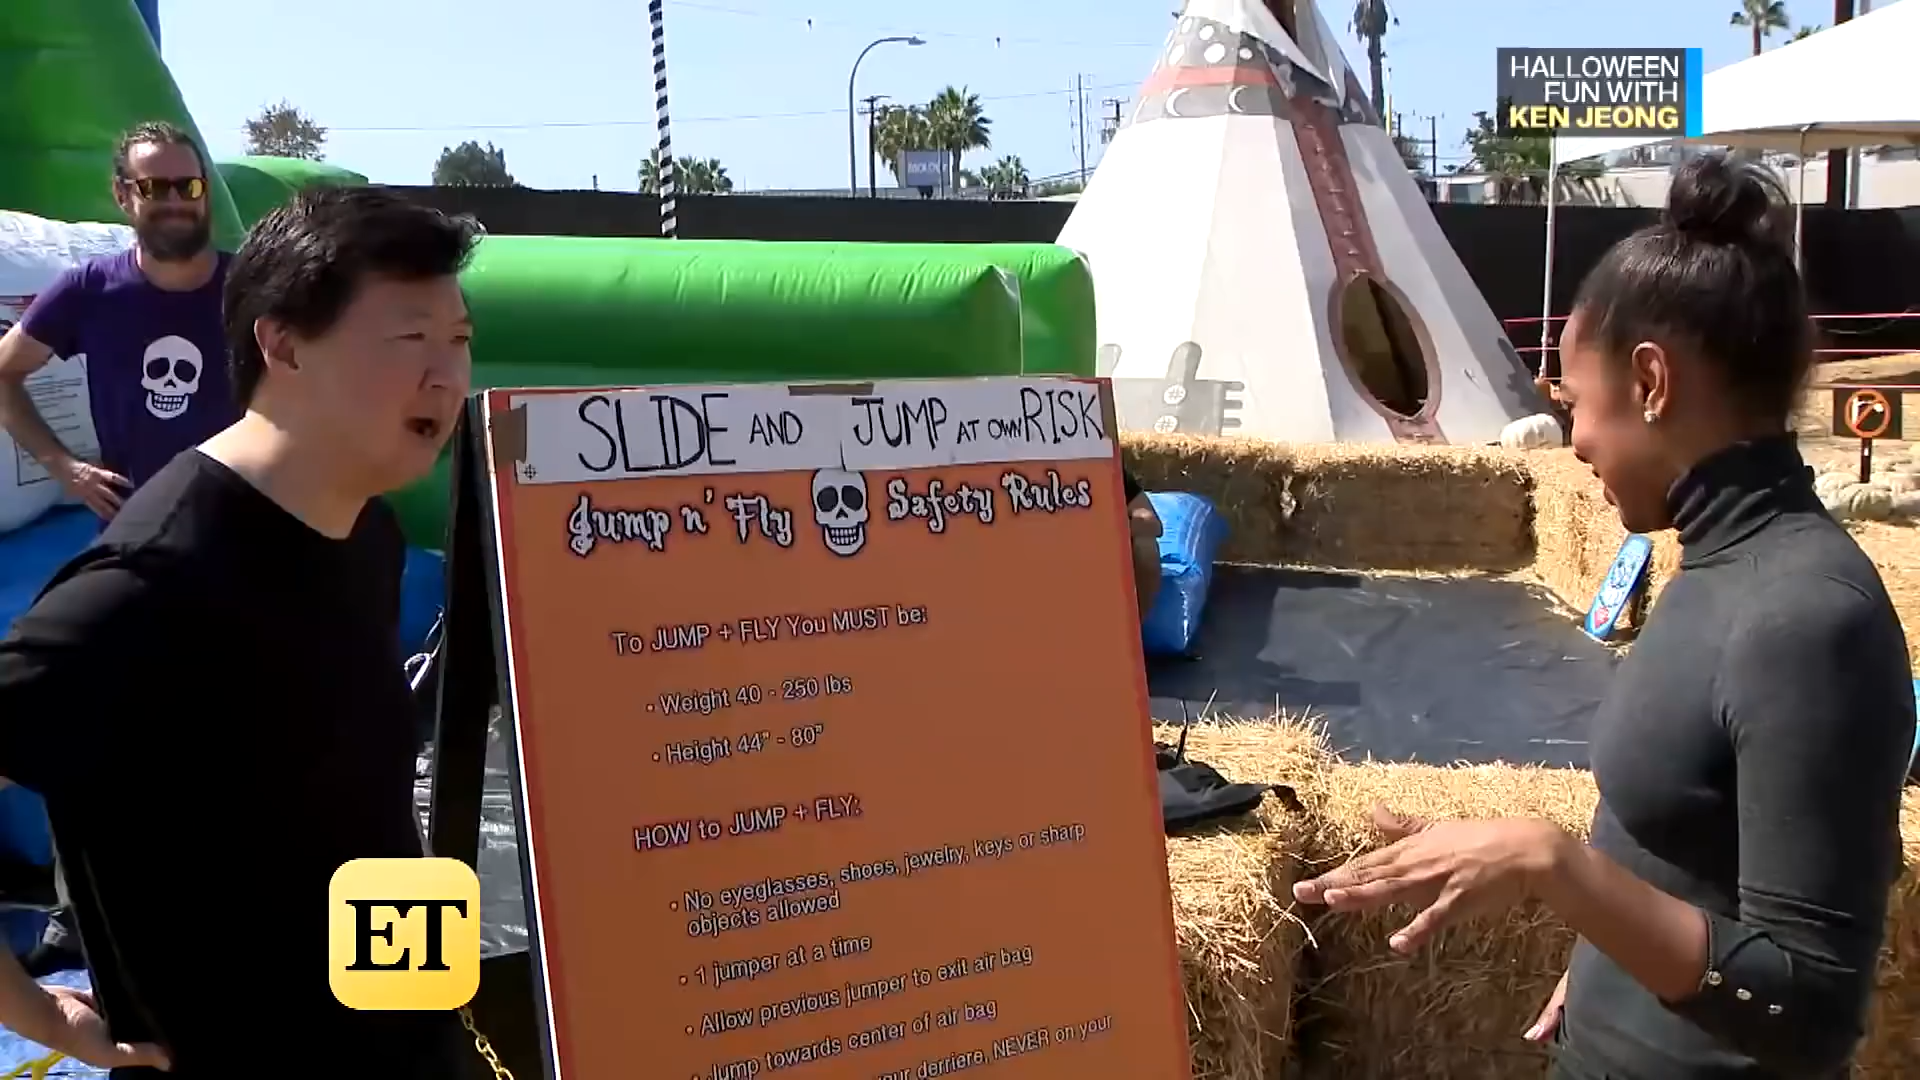 HALLOWEEN
FUN WITH
KEN JEONG
SLIDE AND JUMP AT OWN RISK
Jump n' Fly Safety Rules
To JUMP + FLY You MUST be:
• Weight 40 - 250 lbs
• Height 44" - 80"
HOW to JUMP + FLY:
• No eyeglasses, shoes, jewelry, keys or sharp
objects allowed
• 1 jumper at a time
• Allow previous jumper to exit air bag
• Jump towards center of air bag
derriere, NEVER on your
ET